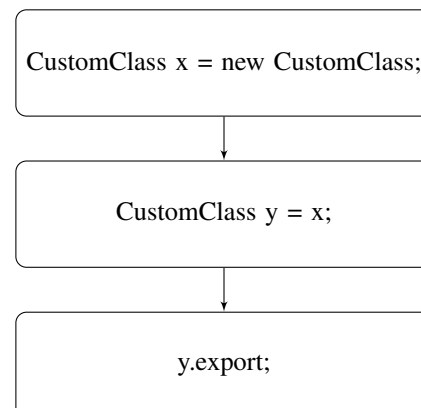 CustomClass x = new CustomClass;
CustomClass y = x;
y.export;